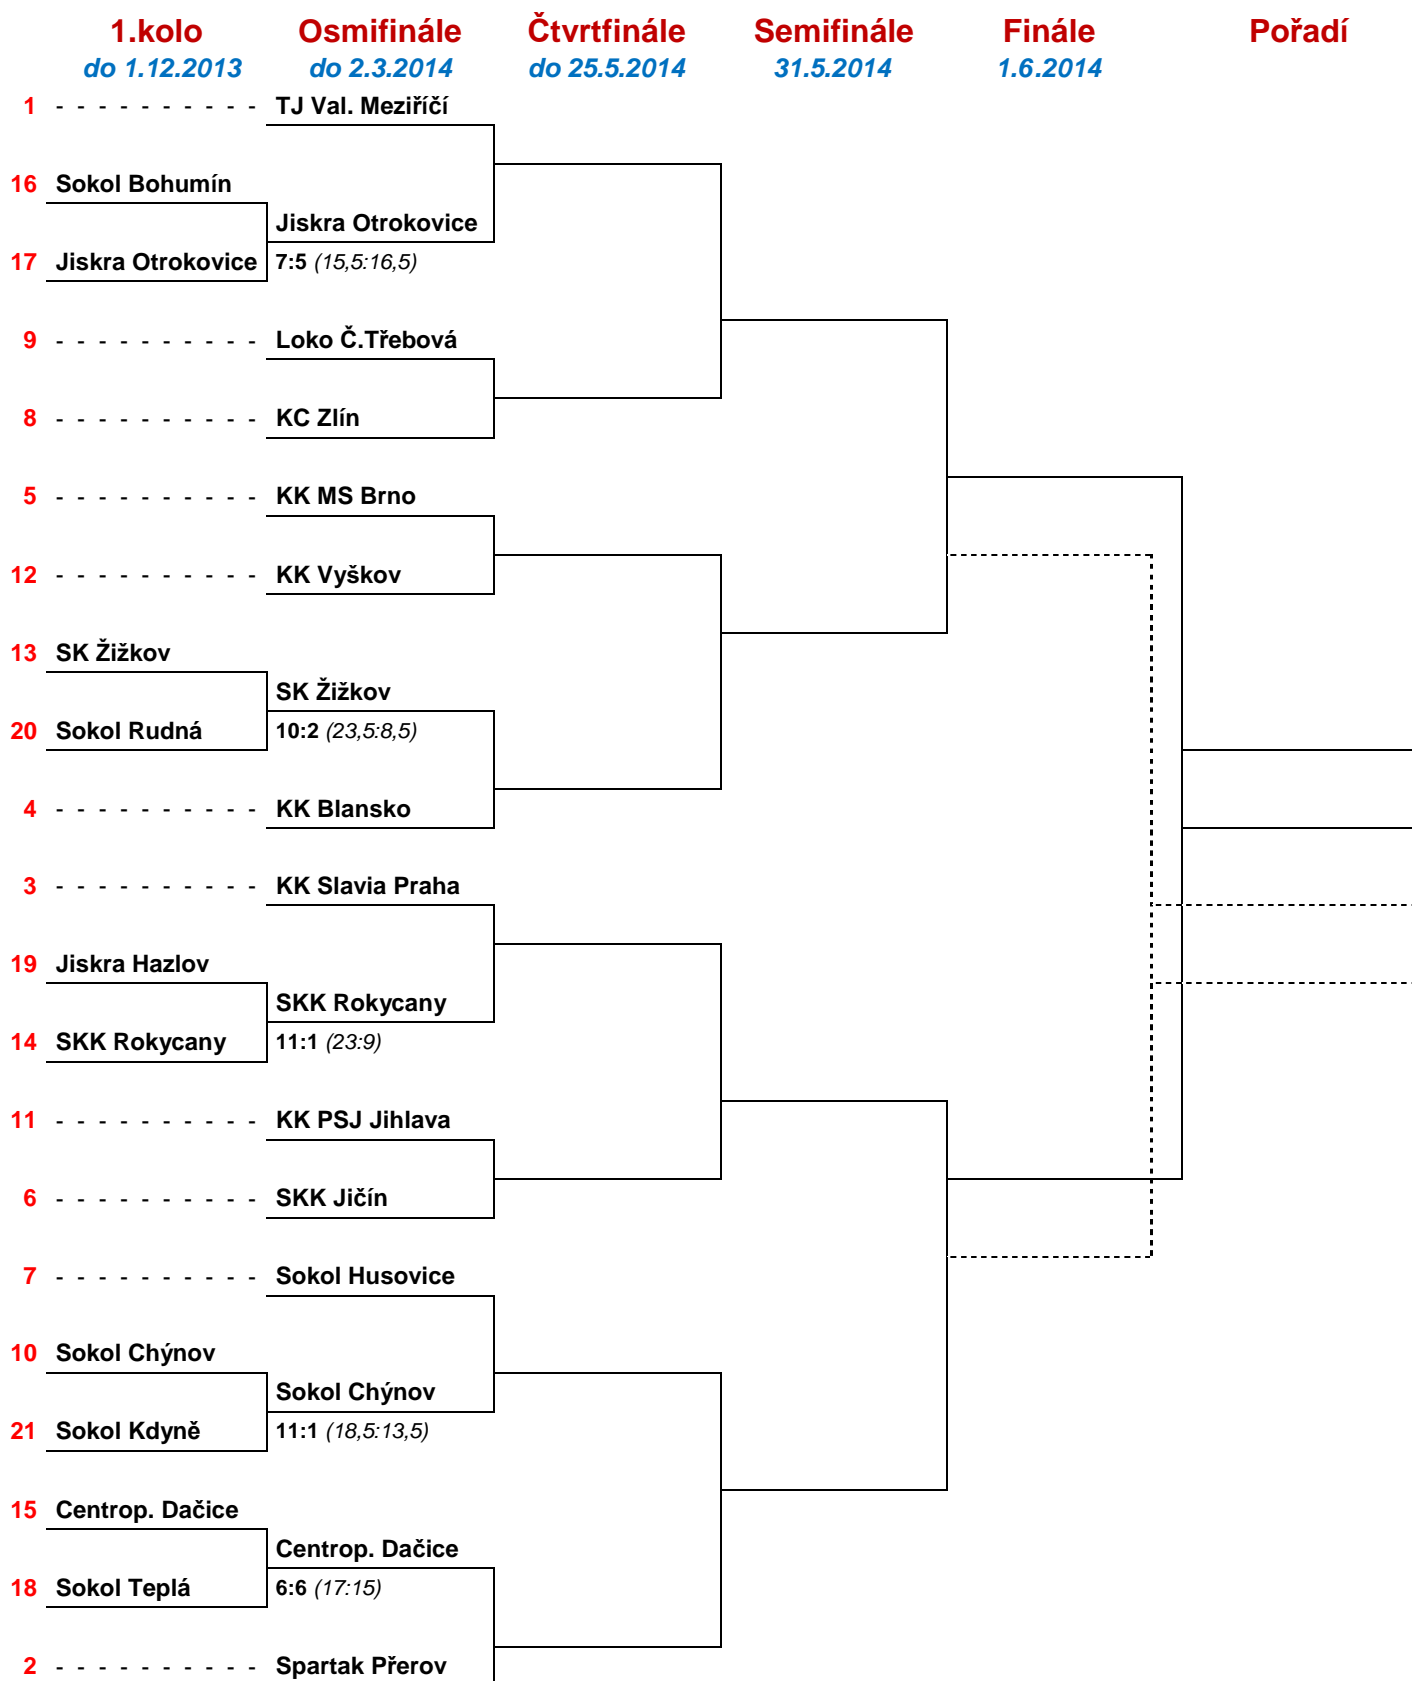 1.kolo Osmifinále Čtvrtfinále Semifinále Finále Pořadí
do 1.12.2013 do 2.3.2014 do 25.5.2014 31.5.2014 1.6.2014
1 - - - - - - - - - - TJ Val. Meziříčí
16 Sokol Bohumín
Jiskra Otrokovice
17 Jiskra Otrokovice 7:5 (15,5:16,5)
9 - - - - - - - - - - Loko Č.Třebová
8 - - - - - - - - - - KC Zlín
5 - - - - - - - - - - KK MS Brno
12 - - - - - - - - - - KK Vyškov
13 SK Žižkov
SK Žižkov
20 Sokol Rudná 10:2 (23,5:8,5)
4 - - - - - - - - - - KK Blansko
3 - - - - - - - - - - KK Slavia Praha
19 Jiskra Hazlov
SKK Rokycany
14 SKK Rokycany 11:1 (23:9)
11 - - - - - - - - - - KK PSJ Jihlava
6 - - - - - - - - - - SKK Jičín
7 - - - - - - - - - - Sokol Husovice
10 Sokol Chýnov
Sokol Chýnov
21 Sokol Kdyně 11:1 (18,5:13,5)
15 Centrop. Dačice
Centrop. Dačice
18 Sokol Teplá 6:6 (17:15)
2 - - - - - - - - - - Spartak Přerov